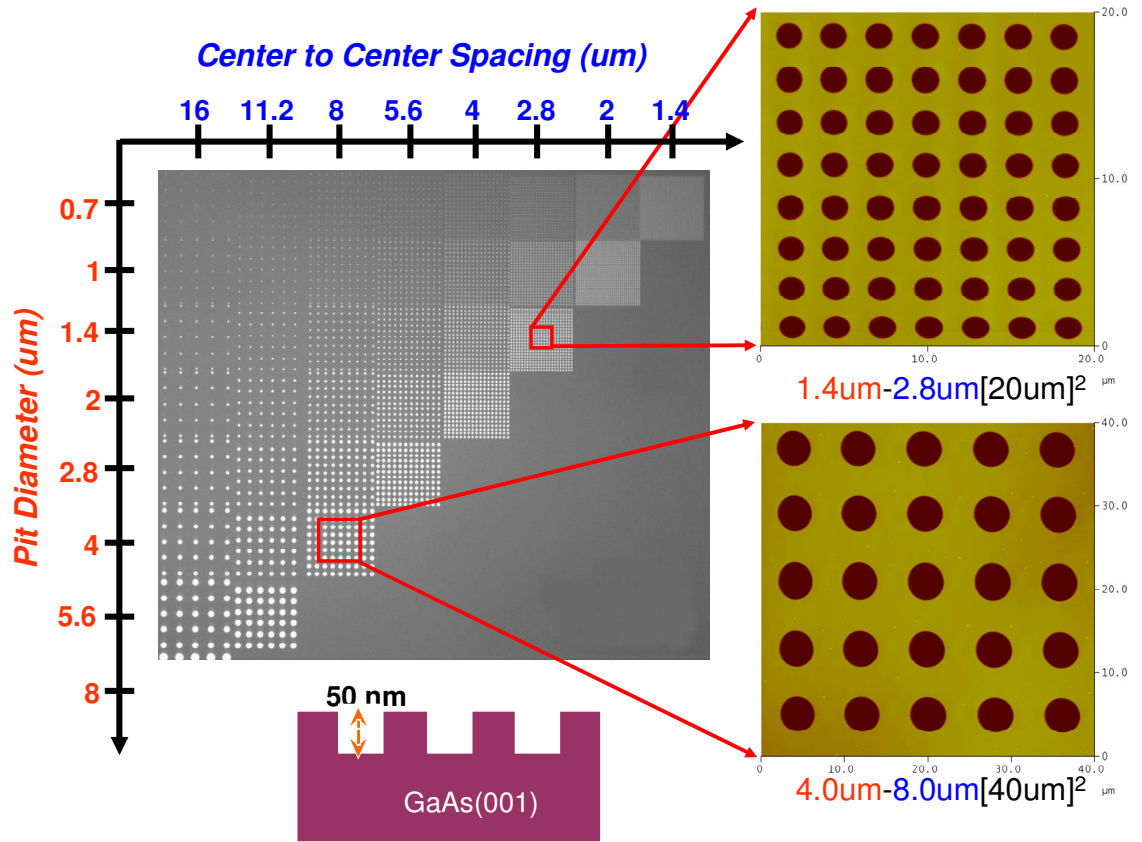 Center to Center Spacing (um)
16 11.2 8 5.6 4 2.8 2 1.4
Pit Diameter (um)
0.7
1
1.4
2
2.8
4
5.6
8
20.0
10.0
0
0 10.0 20.0
µm
1.4um-2.8um[20um]²
40.0
30.0
20.0
10.0
0
0 10.0 20.0 30.0 40.0
µm
4.0um-8.0um[40um]²
50 nm
GaAs(001)